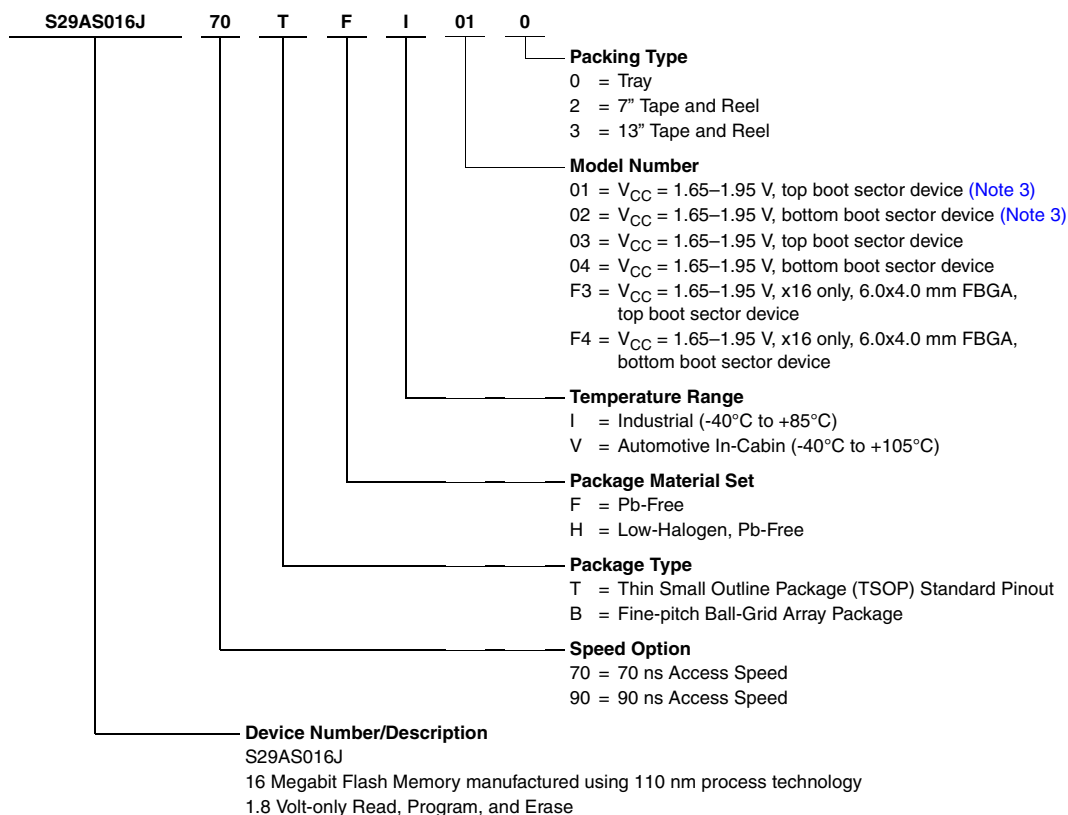 S29AS016J 70 T F I 01 0
Packing Type
0 = Tray
2 = 7” Tape and Reel
3 = 13” Tape and Reel
Model Number
01 = VCC = 1.65–1.95 V, top boot sector device (Note 3)
02 = VCC = 1.65–1.95 V, bottom boot sector device (Note 3)
03 = VCC = 1.65–1.95 V, top boot sector device
04 = VCC = 1.65–1.95 V, bottom boot sector device
F3 = VCC = 1.65–1.95 V, x16 only, 6.0x4.0 mm FBGA,
top boot sector device
F4 = VCC = 1.65–1.95 V, x16 only, 6.0x4.0 mm FBGA,
bottom boot sector device
Temperature Range
I = Industrial (-40°C to +85°C)
V = Automotive In-Cabin (-40°C to +105°C)
Package Material Set
F = Pb-Free
H = Low-Halogen, Pb-Free
Package Type
T = Thin Small Outline Package (TSOP) Standard Pinout
B = Fine-pitch Ball-Grid Array Package
Speed Option
70 = 70 ns Access Speed
90 = 90 ns Access Speed
Device Number/Description
S29AS016J
16 Megabit Flash Memory manufactured using 110 nm process technology
1.8 Volt-only Read, Program, and Erase